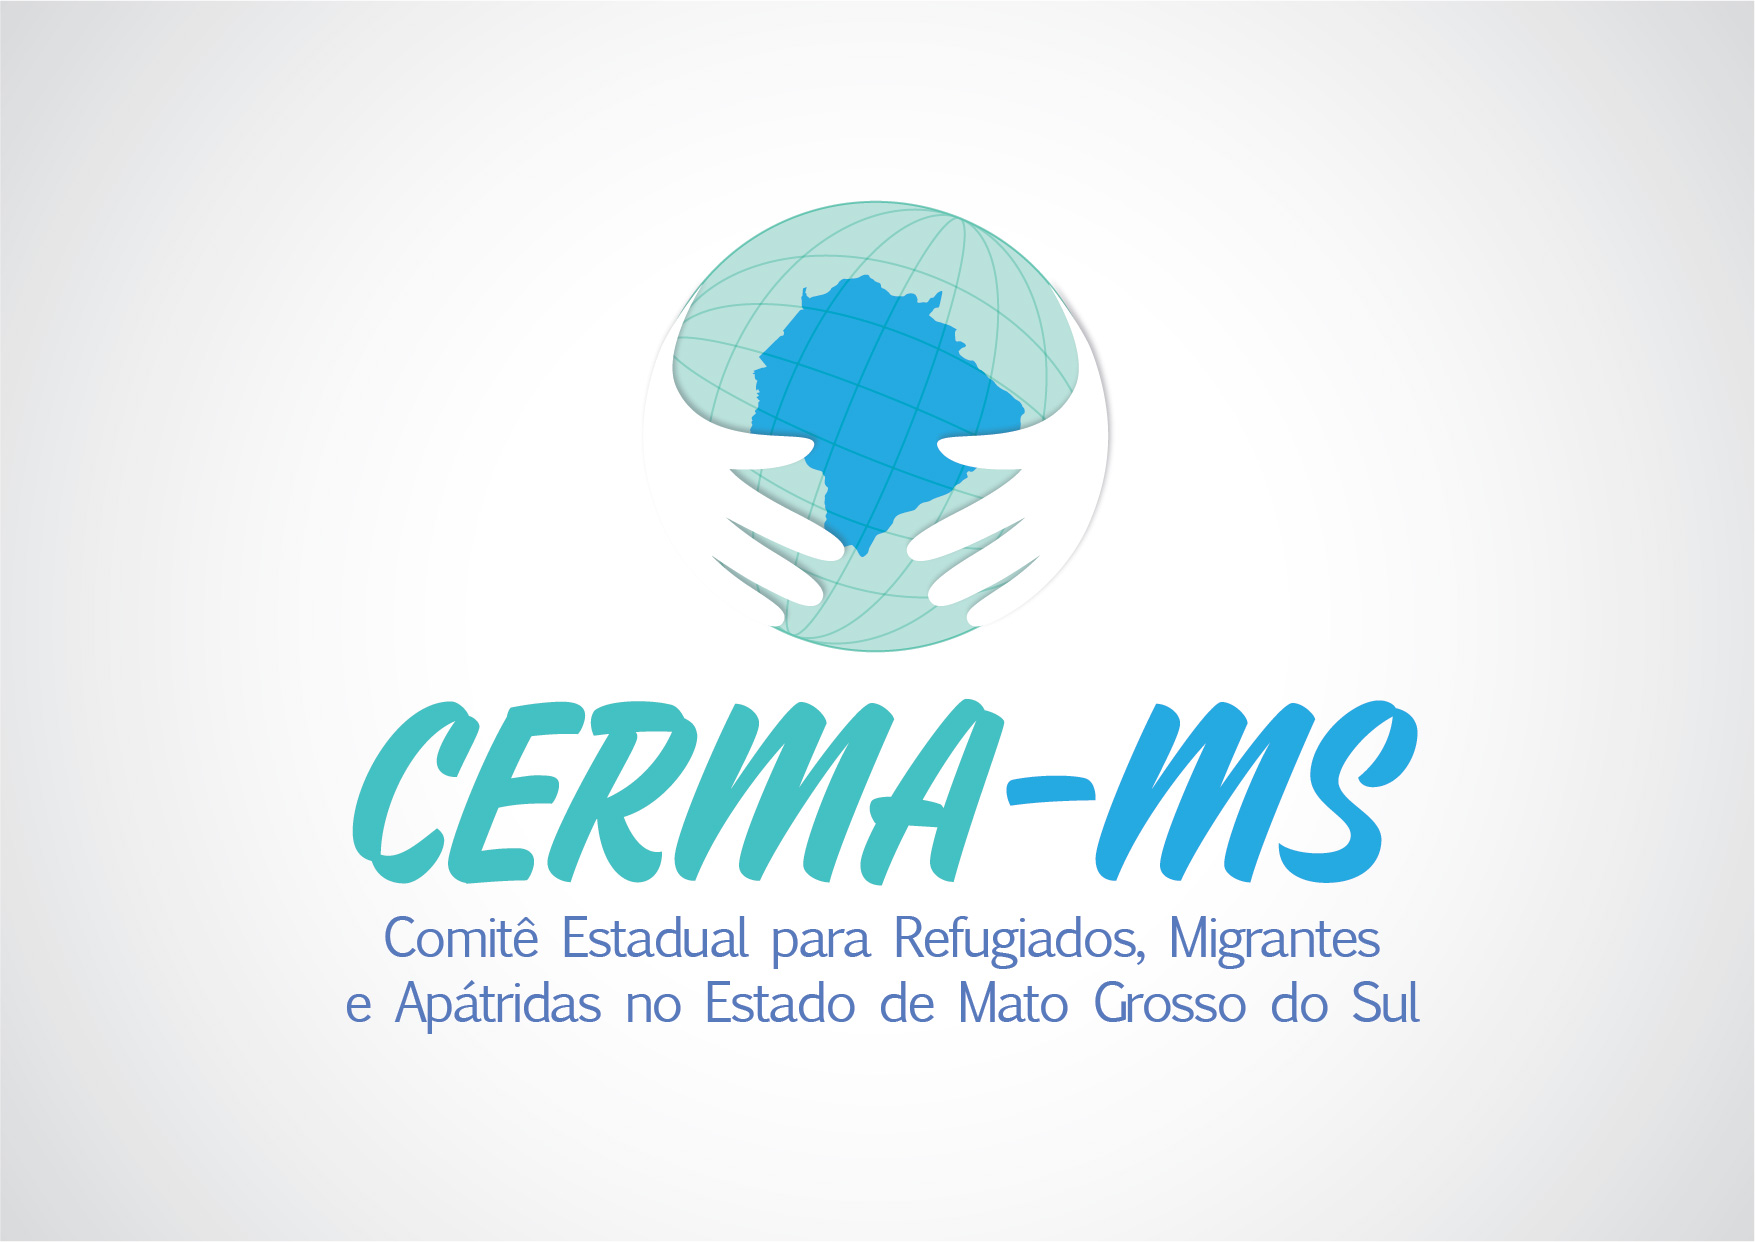 CERMA-MS
Comitê Estadual para Refugiados, Migrantes
e Apátridas no Estado de Mato Grosso do Sul